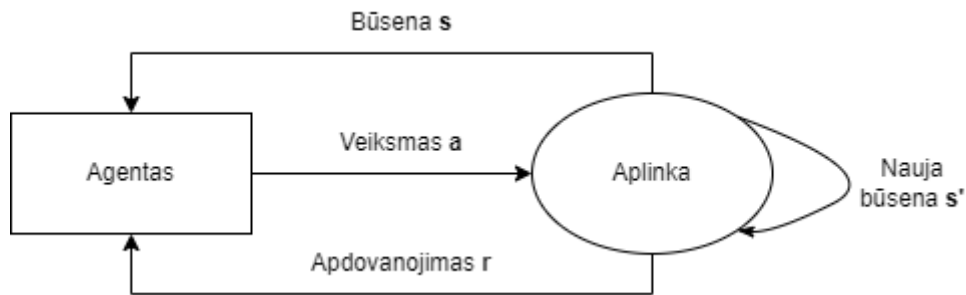 Būsena s
Agentas
Veiksmas a
Aplinka
Nauja
būsena s'
Apdovanojimas r